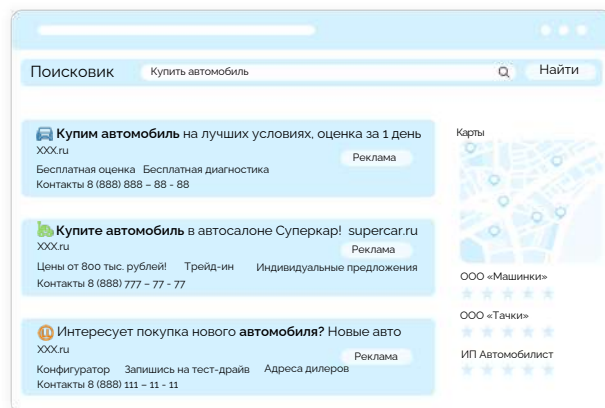 Поисковик Купить автомобиль Найти
Купим автомобиль на лучших условиях, оценка за 1 день
XXX.ru
Реклама
Бесплатная оценка Бесплатная диагностика
Контакты 8 (888) 888 – 88 - 88
Купите автомобиль в автосалоне Суперкар! supercar.ru
XXX.ru
Реклама
Цены от 800 тыс. рублей! Трейд-ин Индивидуальные предложения
Контакты 8 (888) 777 – 77 - 77
Интересует покупка нового автомобиля? Новые авто
XXX.ru
Реклама
Конфигуратор Запишись на тест-драйв Адреса дилеров
Контакты 8 (888) 111 – 11 - 11
Карты
ООО «Машинки»
ООО «Тачки»
ИП Автомобилист